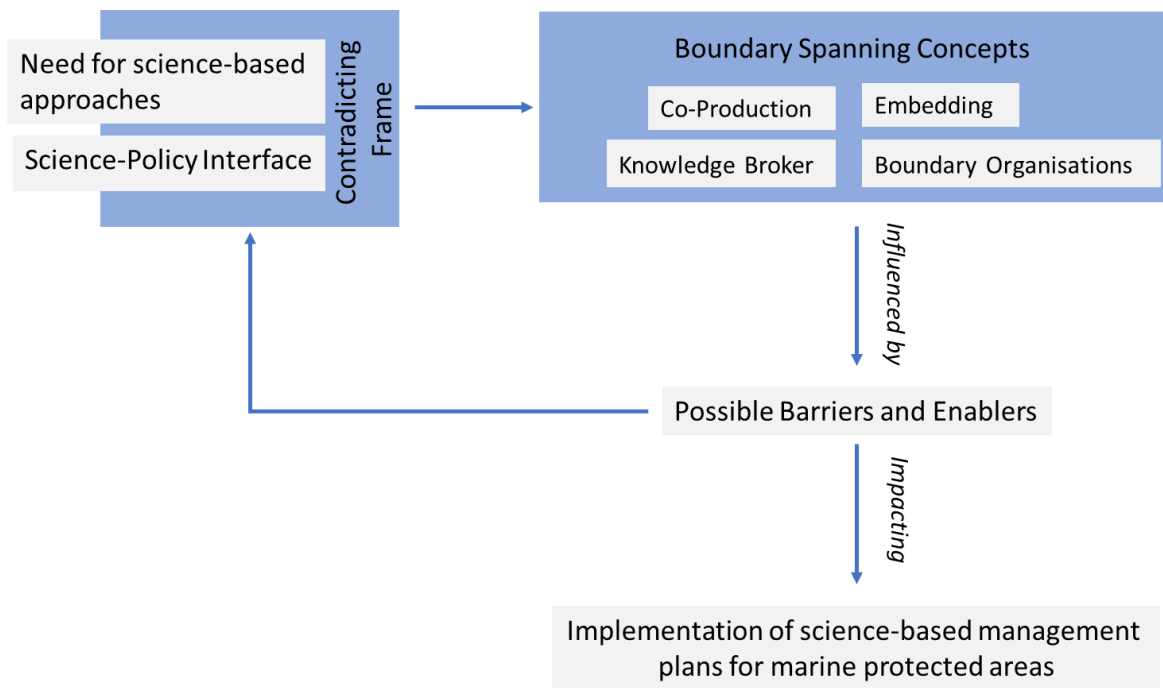 Need for science-based
approaches
Science-Policy Interface
Contradicting
Frame
Boundary Spanning Concepts
Co-Production
Embedding
Knowledge Broker
Boundary Organisations
Influenced by
Possible Barriers and Enablers
Impacting
Implementation of science-based management
plans for marine protected areas